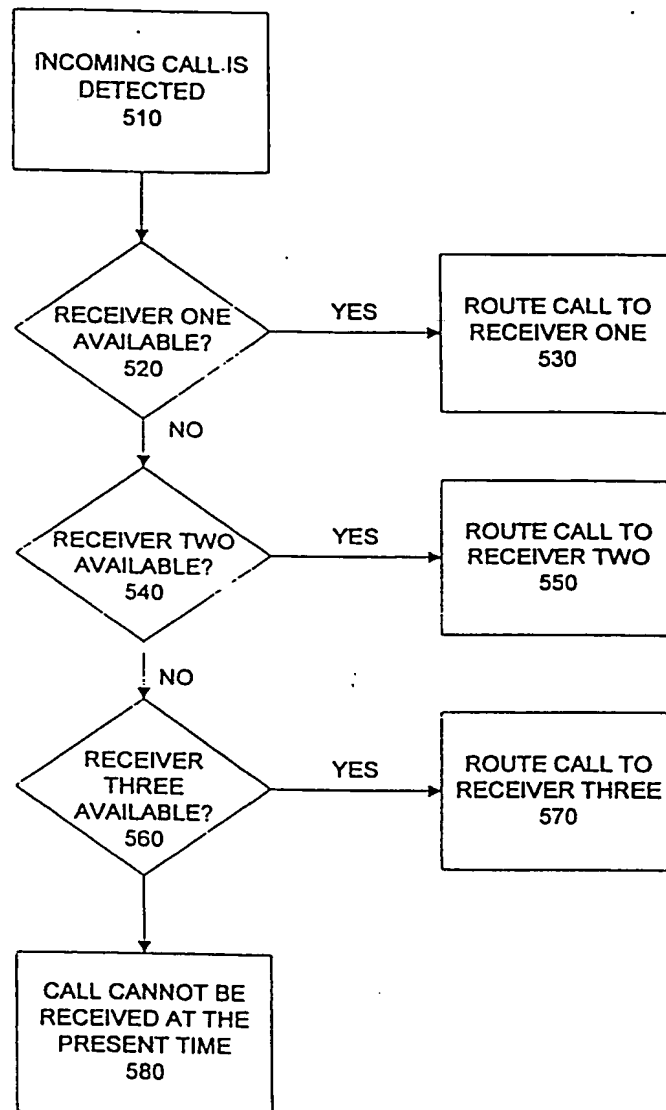 INCOMING CALL IS
DETECTED
510
RECEIVER ONE
AVAILABLE?
520
YES
ROUTE CALL TO
RECEIVER ONE
530
NO
RECEIVER TWO
AVAILABLE?
540
YES
ROUTE CALL TO
RECEIVER TWO
550
NO
RECEIVER
THREE
AVAILABLE?
560
YES
ROUTE CALL TO
RECEIVER THREE
570
CALL CANNOT BE
RECEIVED AT THE
PRESENT TIME
580